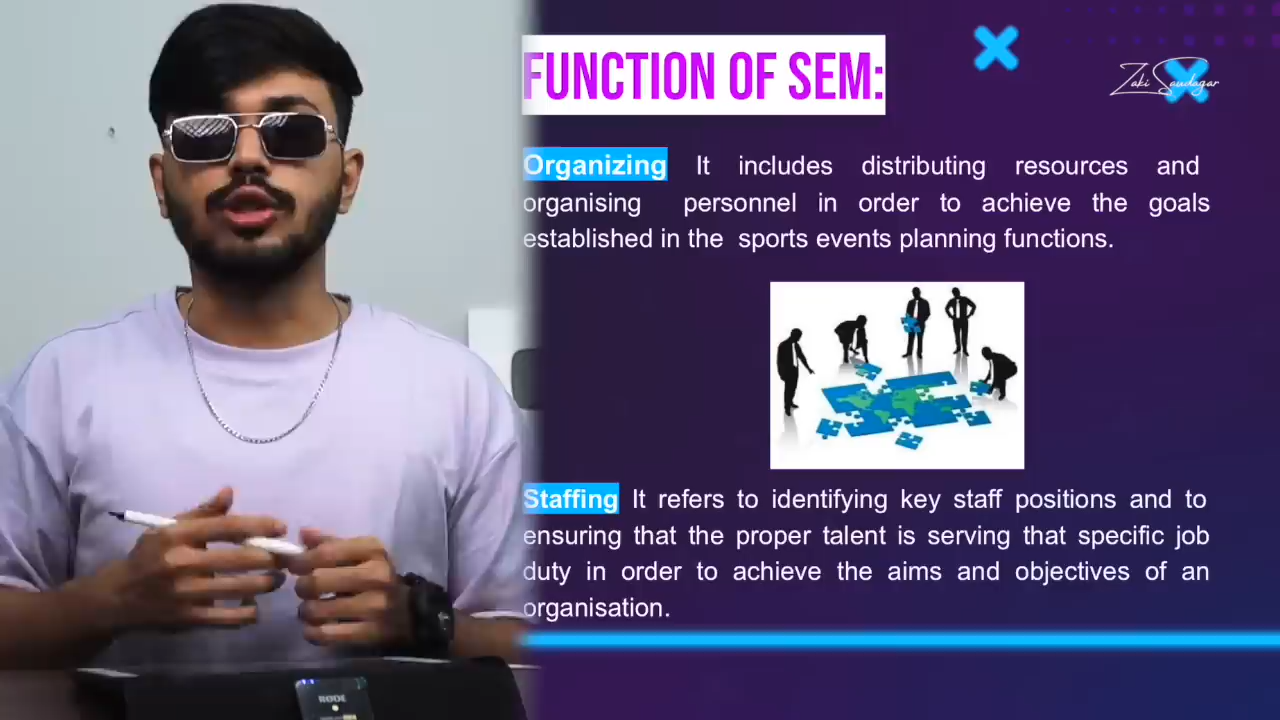 FUNCTION OF SEM:
Zaki Saudagar
Organizing It includes distributing resources and
organising personnel in order to achieve the goals
established in the sports events planning functions.
Staffing It refers to identifying key staff positions and to
ensuring that the proper talent is serving that specific job
duty in order to achieve the aims and objectives of an
organisation.
RØDE